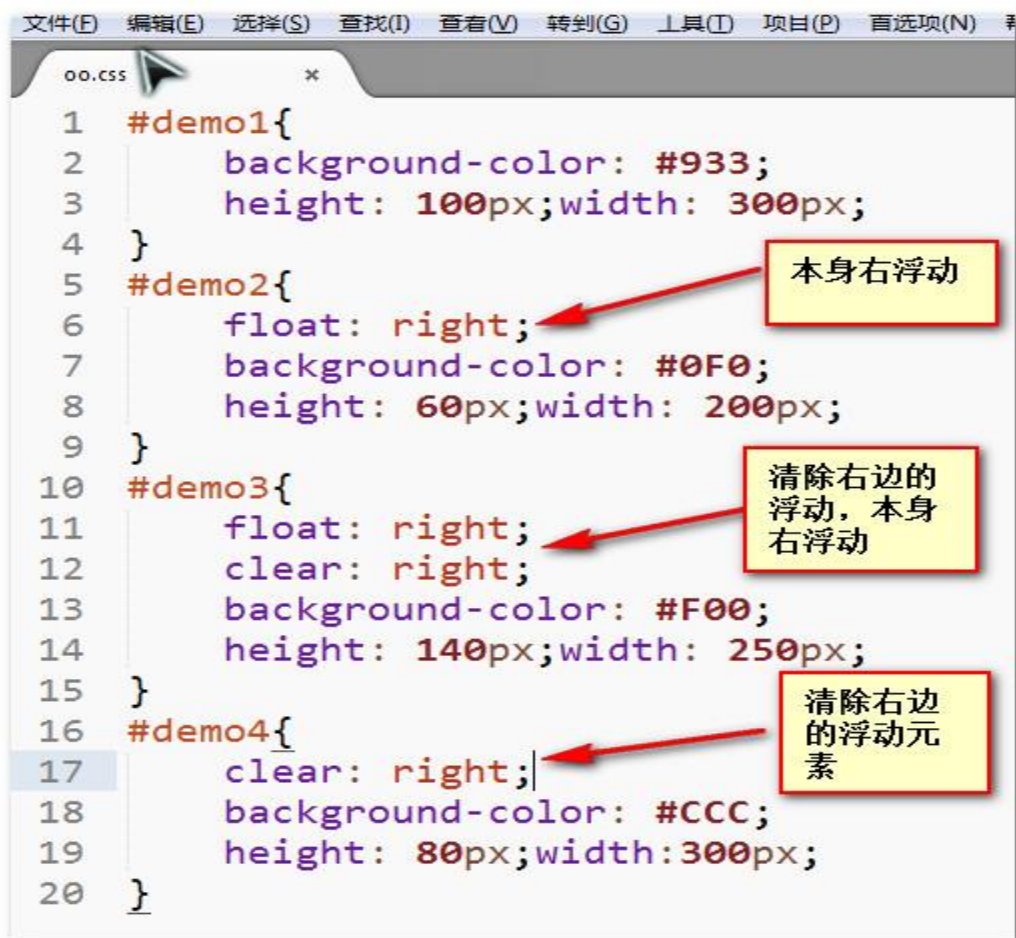 文件(F) 编辑(E) 选择(S) 查找(I) 查看(V) 转到(G) 工具(T) 项目(P) 首选项(N)
oo.css ×
1 #demo1{
2 background-color: #933;
3 height: 100px;width: 300px;
4 }
5 #demo2{
6 float: right;
7 background-color: #0F0;
8 height: 60px;width: 200px;
9 }
10 #demo3{
11 float: right;
12 clear: right;
13 background-color: #F00;
14 height: 140px;width: 250px;
15 }
16 #demo4{
17 clear: right;
18 background-color: #CCC;
19 height: 80px;width:300px;
20 }
本身右浮动
清除右边的
浮动，本身
右浮动
清除右边
的浮动元
素